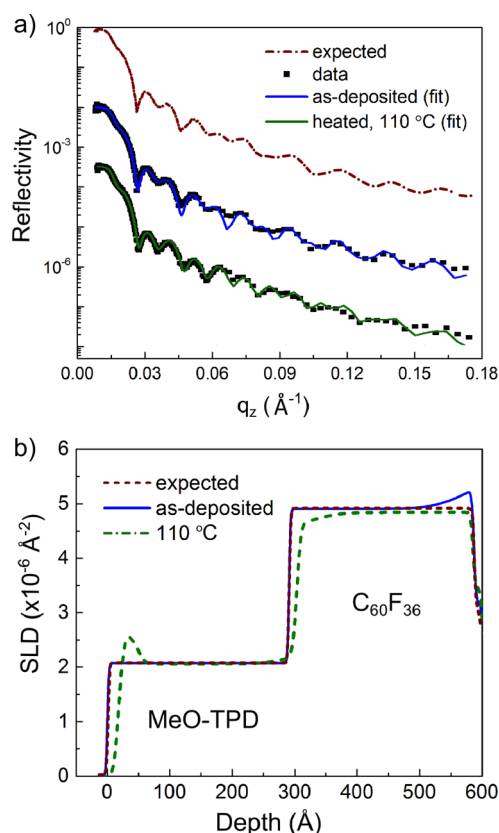 a)
10⁰
10⁻³
10⁻⁶
Reflectivity
expected
data
as-deposited (fit)
heated, 110 °C (fit)
0.00 0.03 0.06 0.09 0.12 0.15 0.18
q_z (Å⁻¹)
b)
6
5
4
3
2
1
0
SLD (x10⁻⁶ Å⁻²)
expected
as-deposited
110 °C
C₆₀F₃₆
MeO-TPD
0 100 200 300 400 500 600
Depth (Å)